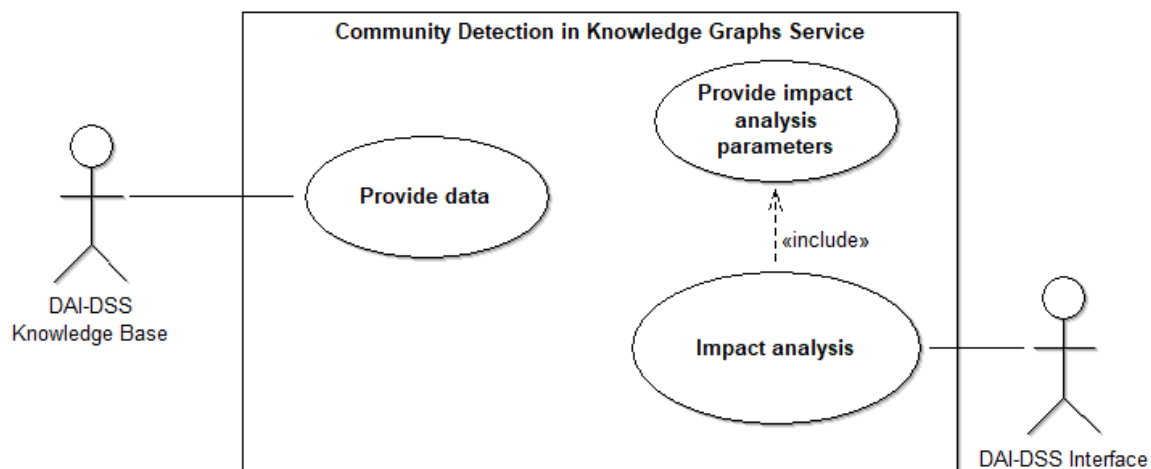 Community Detection in Knowledge Graphs Service
Provide impact
analysis
parameters
Provide data
«include»
DAI-DSS
Knowledge Base
Impact analysis
DAI-DSS Interface